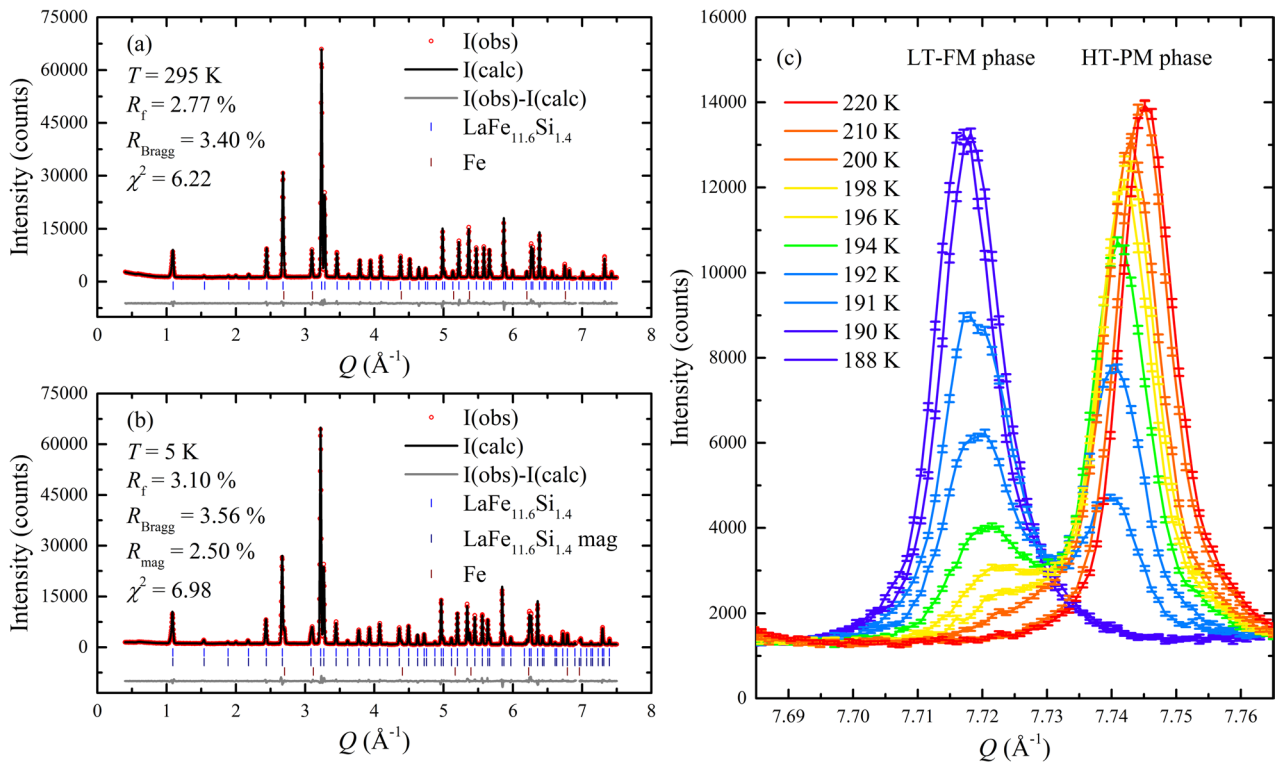 (a)
T = 295 K
R_f = 2.77 %
R_Bragg = 3.40 %
χ² = 6.22
I(obs)
I(calc)
I(obs)-I(calc)
LaFe₁₁.₆Si₁.₄
Fe
Intensity (counts)
75000
60000
45000
30000
15000
0
0 1 2 3 4 5 6 7 8
Q (Å⁻¹)
(b)
T = 5 K
R_f = 3.10 %
R_Bragg = 3.56 %
R_mag = 2.50 %
χ² = 6.98
I(obs)
I(calc)
I(obs)-I(calc)
LaFe₁₁.₆Si₁.₄
LaFe₁₁.₆Si₁.₄ mag
Fe
Intensity (counts)
75000
60000
45000
30000
15000
0
0 1 2 3 4 5 6 7 8
Q (Å⁻¹)
(c)
LT-FM phase HT-PM phase
220 K
210 K
200 K
198 K
196 K
194 K
192 K
191 K
190 K
188 K
Intensity (counts)
16000
14000
12000
10000
8000
6000
4000
2000
0
7.69 7.70 7.71 7.72 7.73 7.74 7.75 7.76
Q (Å⁻¹)